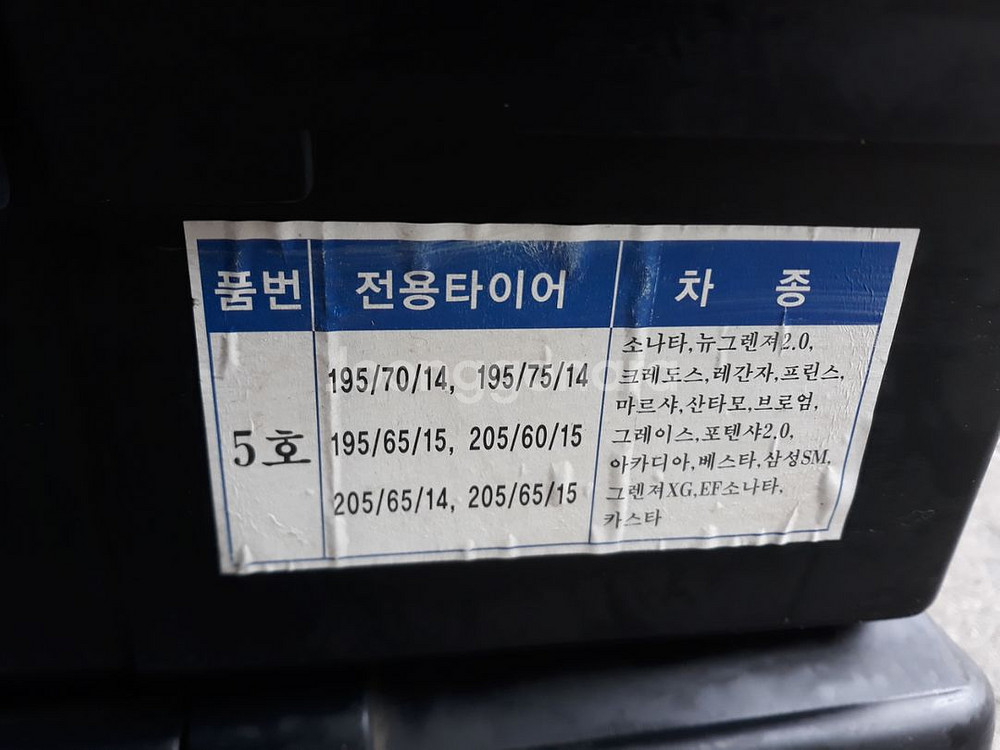 품번 전용타이어 차 종
5호
195/70/14, 195/75/14
195/65/15, 205/60/15
205/65/14, 205/65/15
소나타,뉴그렌져2.0,
크레도스,레간자,프린스,
마르샤,산타모,브로엄,
그레이스,포텐샤2.0,
아카디아,베스타,삼성SM,
그렌져XG,EF소나타,
카스타